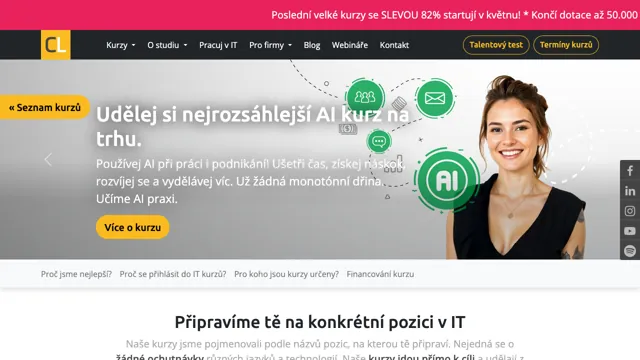 Poslední velké kurzy se SLEVOU 82% startují v květnu! * Končí dotace až 50.000
CL
Kurzy
O studiu
Pracuj v IT
Pro firmy
Blog
Webináře
Kontakt
Talentový test
Termíny kurzů
« Seznam kurzů
Udělej si nejrozsáhlejší AI kurz na
trhu.
Používej AI při práci i podnikání! Ušetři čas, získej náskok,
rozvíjej se a vydělávej víc. Už žádná monotónní dřina.
Učíme AI praxi.
Více o kurzu
AI
Proč jsme nejlepší?
Proč se přihlásit do IT kurzů?
Pro koho jsou kurzy určeny?
Financování kurzu
Připravíme tě na konkrétní pozici v IT
Naše kurzy jsme pojmenovali podle názvů pozic, na kterou tě připraví. Nejedná se o
žádné ochutnávky různých jazyků a technologií. Naše kurzy jdou přímo k cíli a udělají z